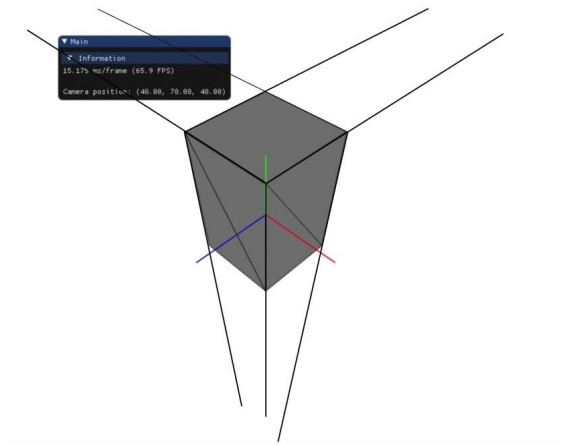 Main
Information
15.175 ms/frame (65.9 FPS)
Camera position: (40.00, 70.00, 40.00)